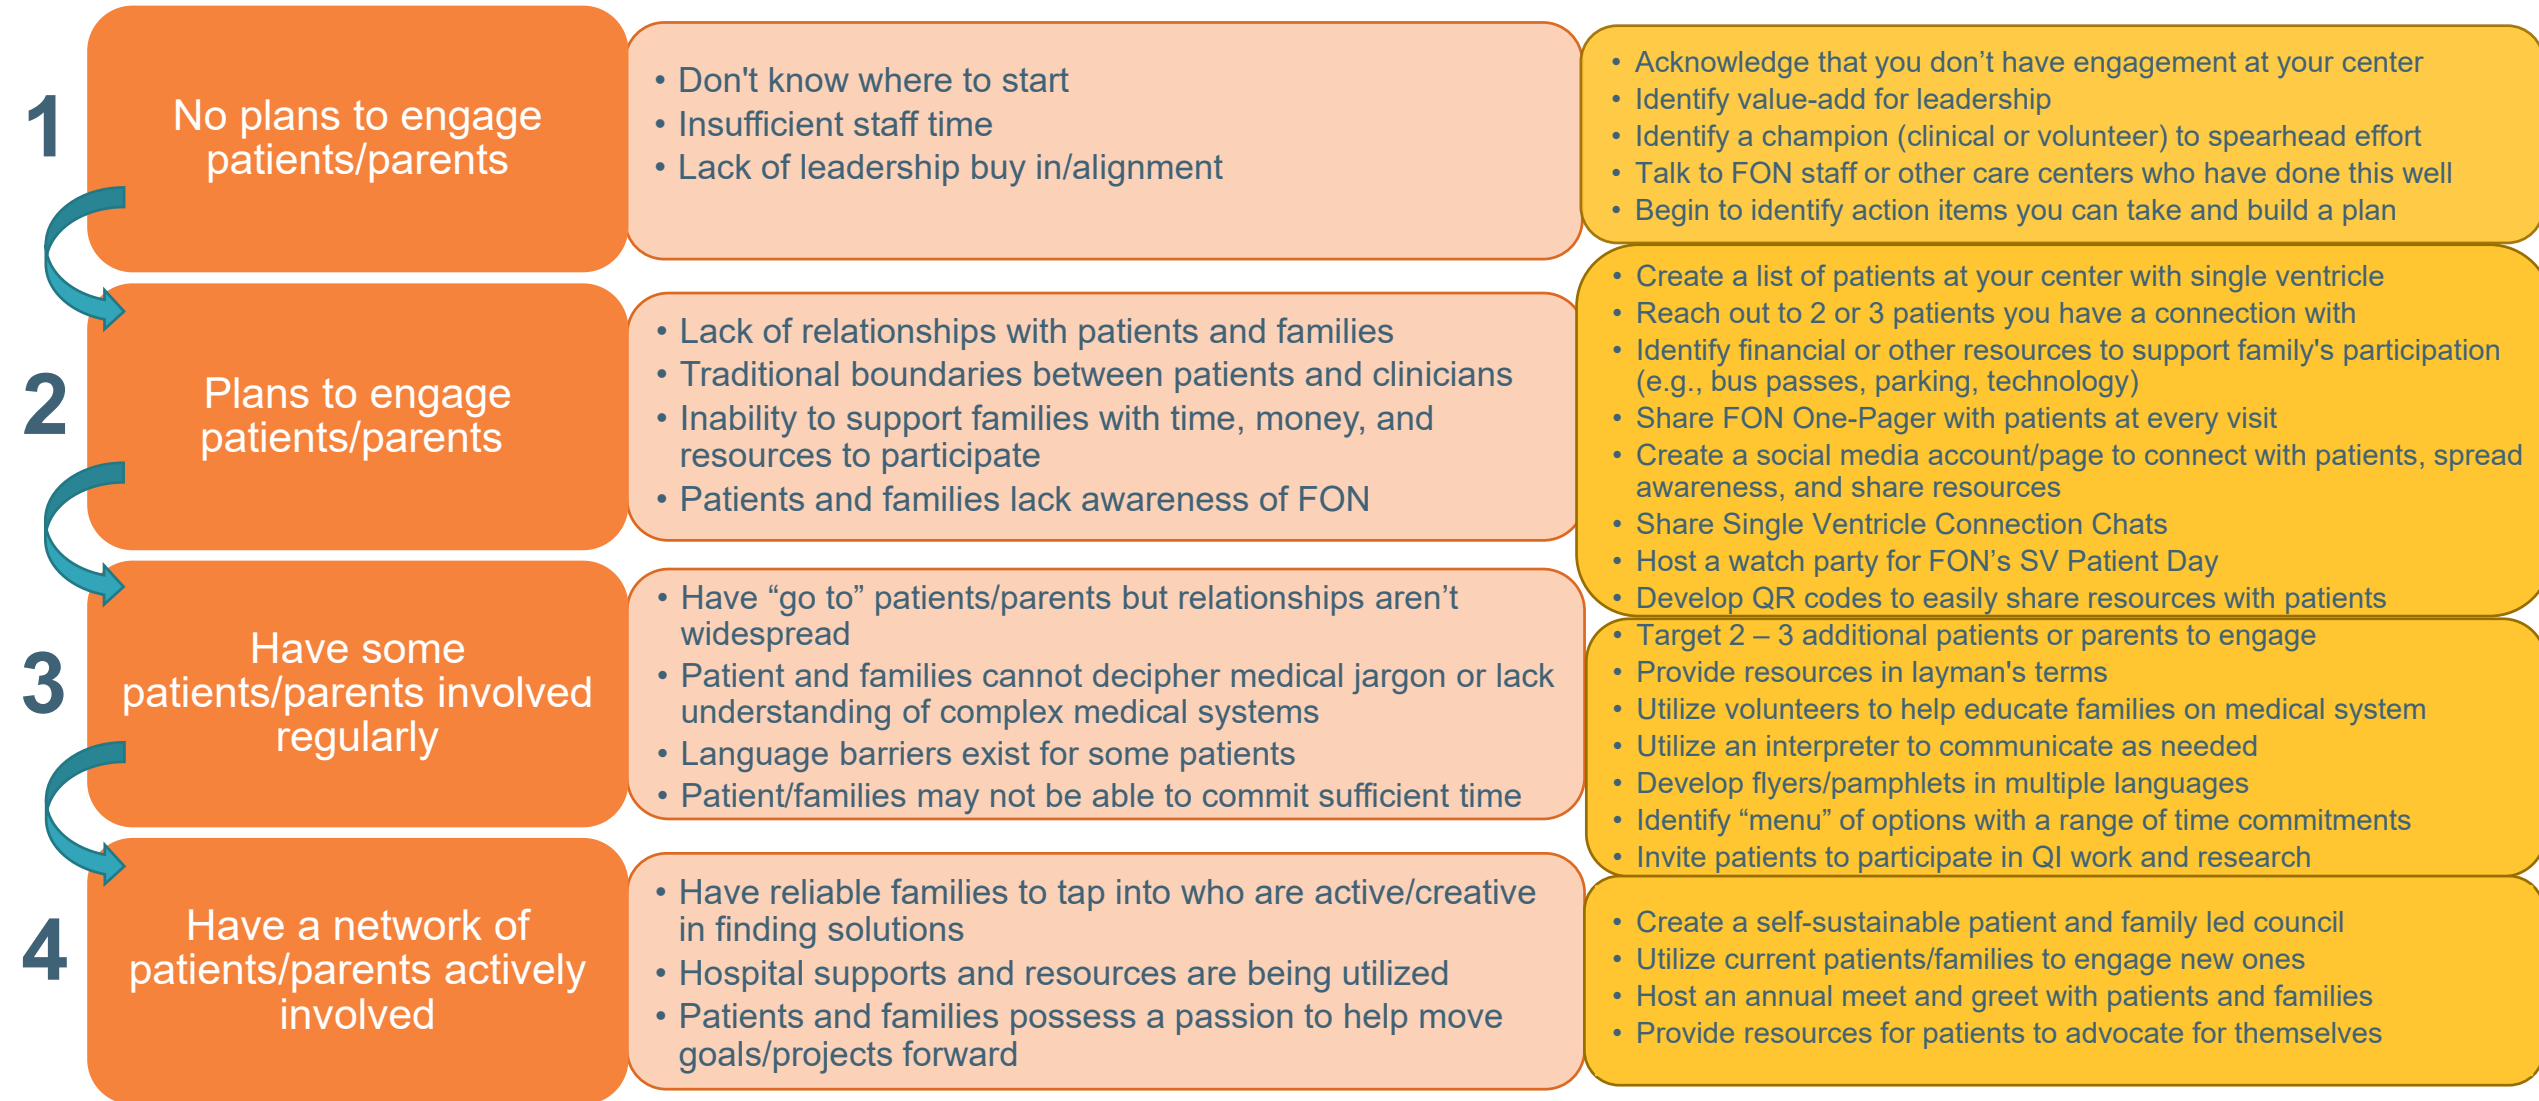 1
No plans to engage
patients/parents
• Don't know where to start
• Insufficient staff time
• Lack of leadership buy in/alignment
• Acknowledge that you don’t have engagement at your center
• Identify value-add for leadership
• Identify a champion (clinical or volunteer) to spearhead effort
• Talk to FON staff or other care centers who have done this well
• Begin to identify action items you can take and build a plan
2
Plans to engage
patients/parents
• Lack of relationships with patients and families
• Traditional boundaries between patients and clinicians
• Inability to support families with time, money, and
resources to participate
• Patients and families lack awareness of FON
• Create a list of patients at your center with single ventricle
• Reach out to 2 or 3 patients you have a connection with
• Identify financial or other resources to support family's participation
(e.g., bus passes, parking, technology)
• Share FON One-Pager with patients at every visit
• Create a social media account/page to connect with patients, spread
awareness, and share resources
• Share Single Ventricle Connection Chats
• Host a watch party for FON’s SV Patient Day
• Develop QR codes to easily share resources with patients
3
Have some
patients/parents involved
regularly
• Have “go to” patients/parents but relationships aren’t
widespread
• Patient and families cannot decipher medical jargon or lack
understanding of complex medical systems
• Language barriers exist for some patients
• Patient/families may not be able to commit sufficient time
• Target 2 – 3 additional patients or parents to engage
• Provide resources in layman's terms
• Utilize volunteers to help educate families on medical system
• Utilize an interpreter to communicate as needed
• Develop flyers/pamphlets in multiple languages
• Identify “menu” of options with a range of time commitments
• Invite patients to participate in QI work and research
4
Have a network of
patients/parents actively
involved
• Have reliable families to tap into who are active/creative
in finding solutions
• Hospital supports and resources are being utilized
• Patients and families possess a passion to help move
goals/projects forward
• Create a self-sustainable patient and family led council
• Utilize current patients/families to engage new ones
• Host an annual meet and greet with patients and families
• Provide resources for patients to advocate for themselves